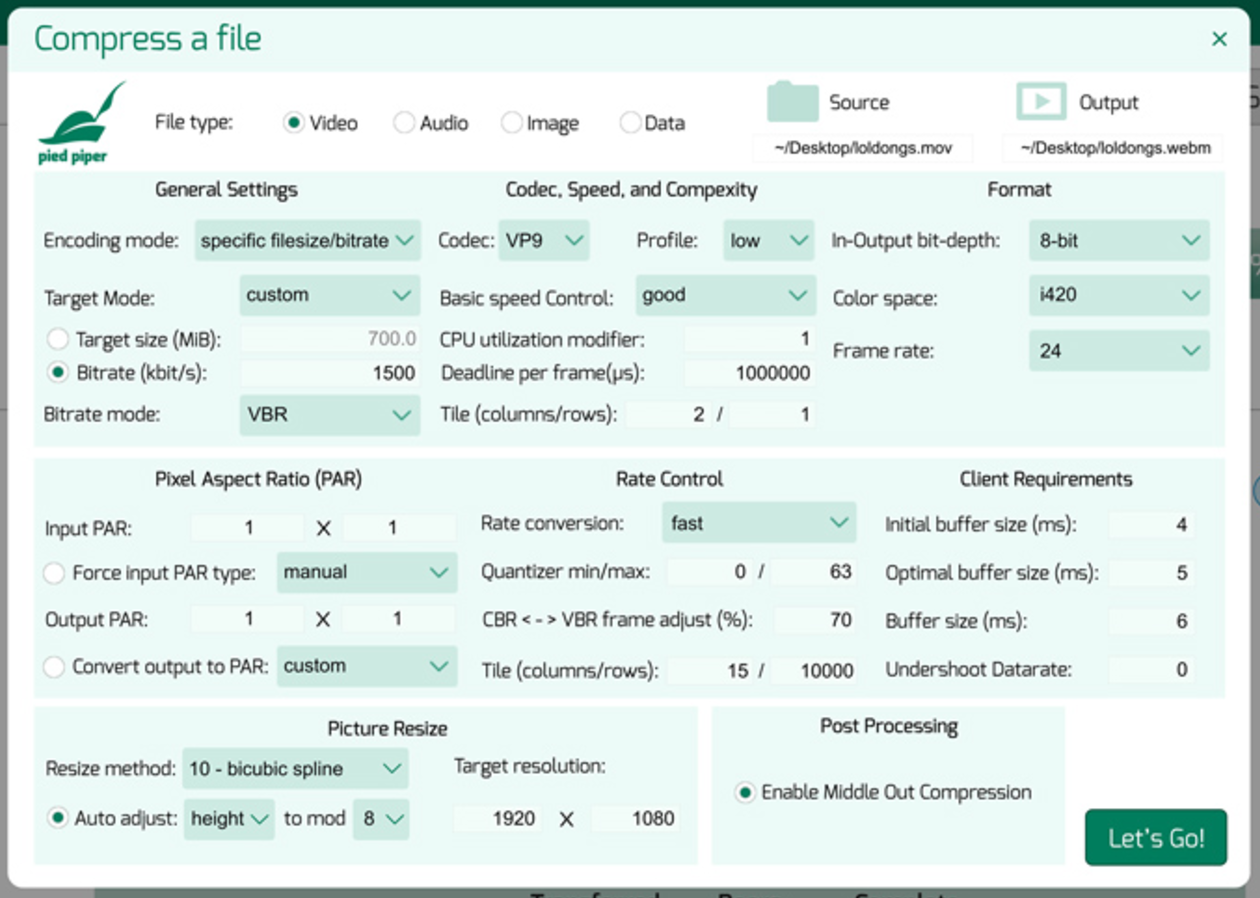 Compress a file
×
pied piper
File type: Video Audio Image Data
Source
~/Desktop/loldongs.mov
Output
~/Desktop/loldongs.webm
General Settings
Encoding mode: specific filesize/bitrate
Target Mode: custom
Target size (MiB): 700.0
Bitrate (kbit/s): 1500
Bitrate mode: VBR
Codec, Speed, and Compexity
Codec: VP9 Profile: low
Basic speed Control: good
CPU utilization modifier: 1
Deadline per frame(µs): 1000000
Tile (columns/rows): 2 / 1
Format
In-Output bit-depth: 8-bit
Color space: i420
Frame rate: 24
Pixel Aspect Ratio (PAR)
Input PAR: 1 X 1
Force input PAR type: manual
Output PAR: 1 X 1
Convert output to PAR: custom
Rate Control
Rate conversion: fast
Quantizer min/max: 0 / 63
CBR <-> VBR frame adjust (%): 70
Tile (columns/rows): 15 / 10000
Client Requirements
Initial buffer size (ms): 4
Optimal buffer size (ms): 5
Buffer size (ms): 6
Undershoot Datarate: 0
Picture Resize
Resize method: 10 - bicubic spline
Auto adjust: height to mod 8
Target resolution:
1920 X 1080
Post Processing
Enable Middle Out Compression
Let's Go!